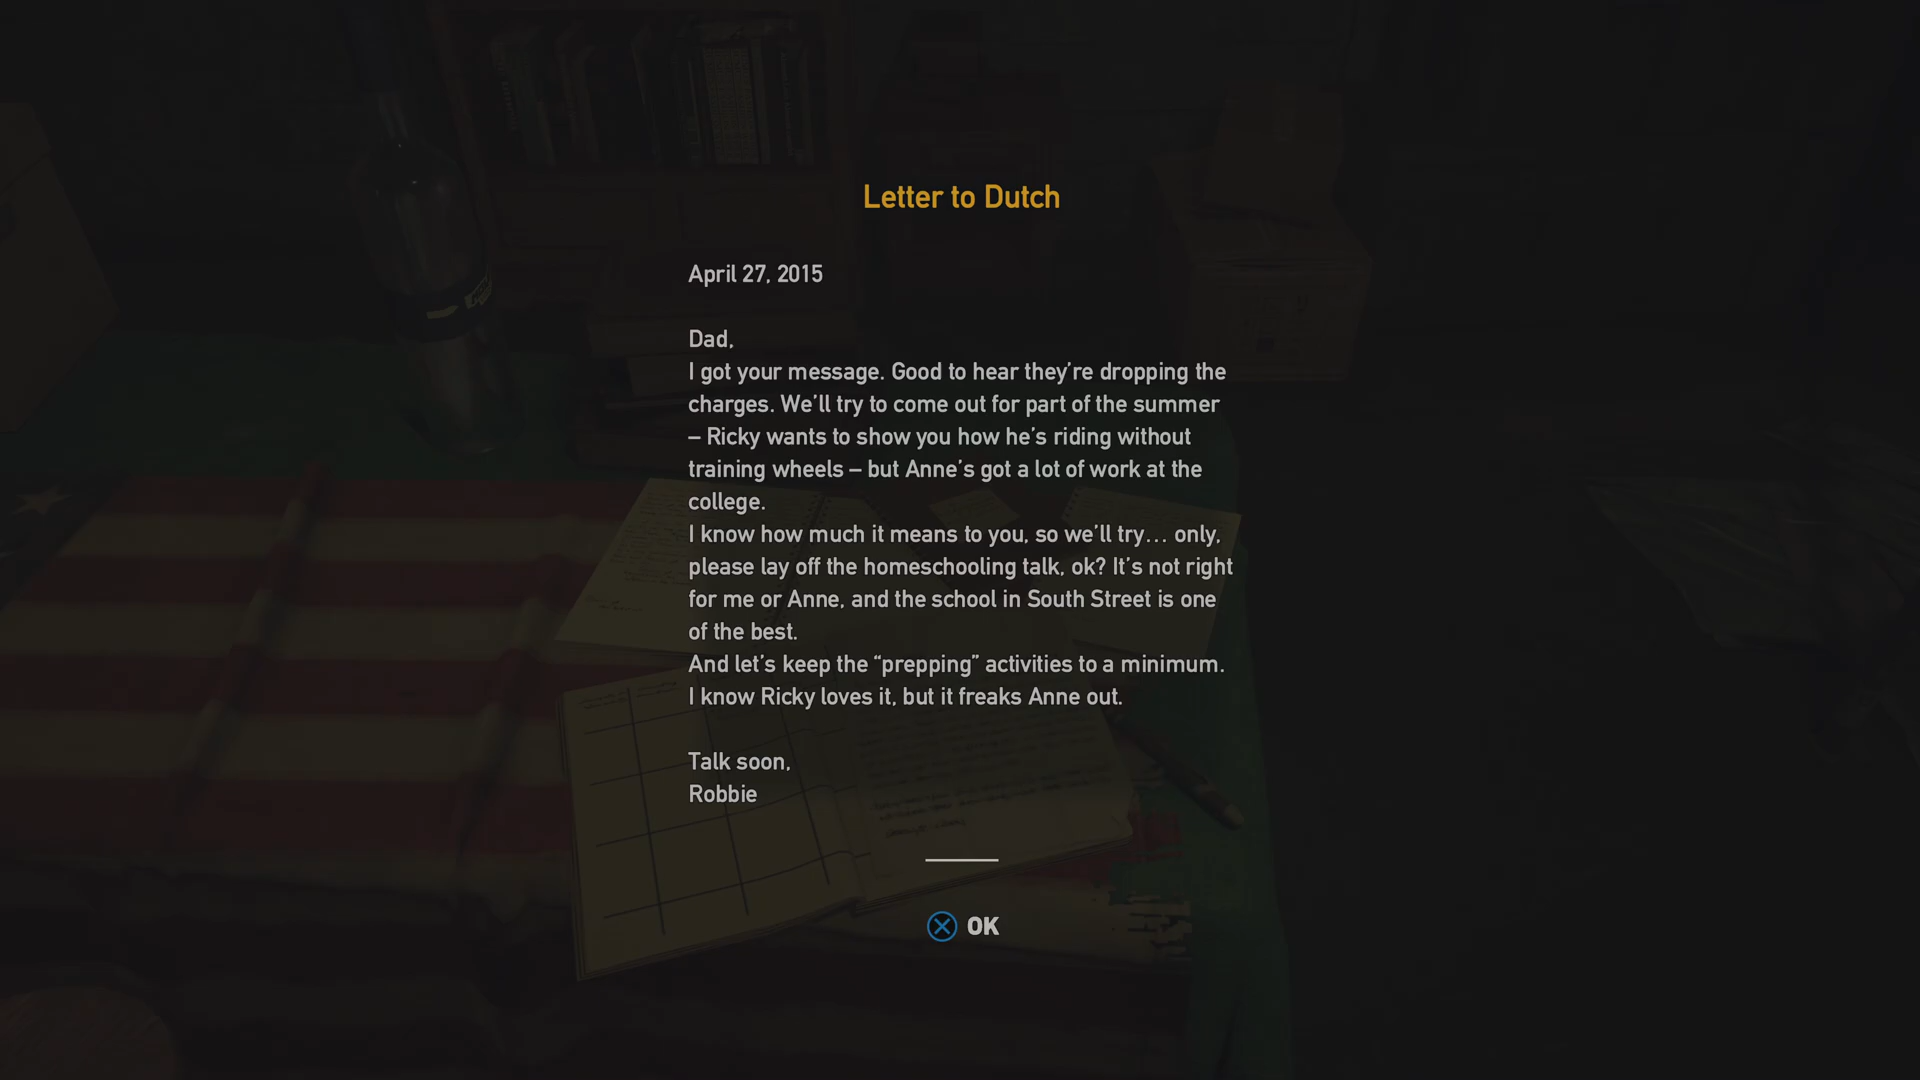 Letter to Dutch
April 27, 2015
Dad,
I got your message. Good to hear they’re dropping the
charges. We’ll try to come out for part of the summer
– Ricky wants to show you how he’s riding without
training wheels – but Anne’s got a lot of work at the
college.
I know how much it means to you, so we’ll try… only,
please lay off the homeschooling talk, ok? It’s not right
for me or Anne, and the school in South Street is one
of the best.
And let’s keep the “prepping” activities to a minimum.
I know Ricky loves it, but it freaks Anne out.
Talk soon,
Robbie
OK